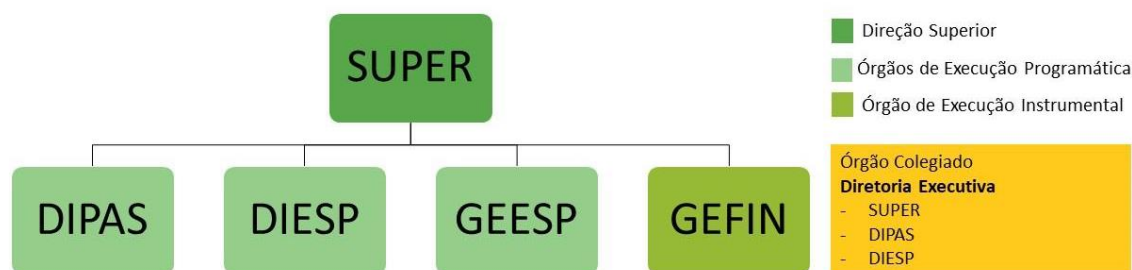 SUPER
DIPAS
DIESP
GEESP
GEFIN
Direção Superior
Órgãos de Execução Programática
Órgão de Execução Instrumental
Órgão Colegiado
Diretoria Executiva
- SUPER
- DIPAS
- DIESP